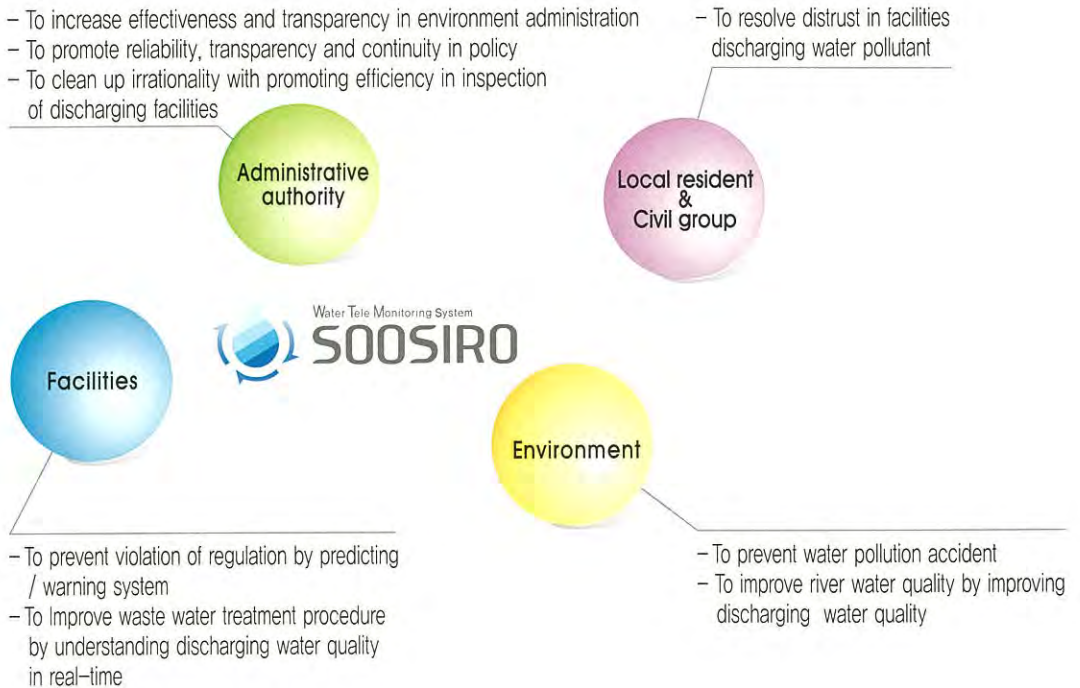 – To increase effectiveness and transparency in environment administration
– To promote reliability, transparency and continuity in policy
– To clean up irrationality with promoting efficiency in inspection
of discharging facilities
– To resolve distrust in facilities
discharging water pollutant
Administrative
authority
Local resident
&
Civil group
Water Tele Monitoring System
SOOSIRO
Facilities
Environment
– To prevent violation of regulation by predicting
/ warning system
– To Improve waste water treatment procedure
by understanding discharging water quality
in real–time
– To prevent water pollution accident
– To improve river water quality by improving
discharging water quality